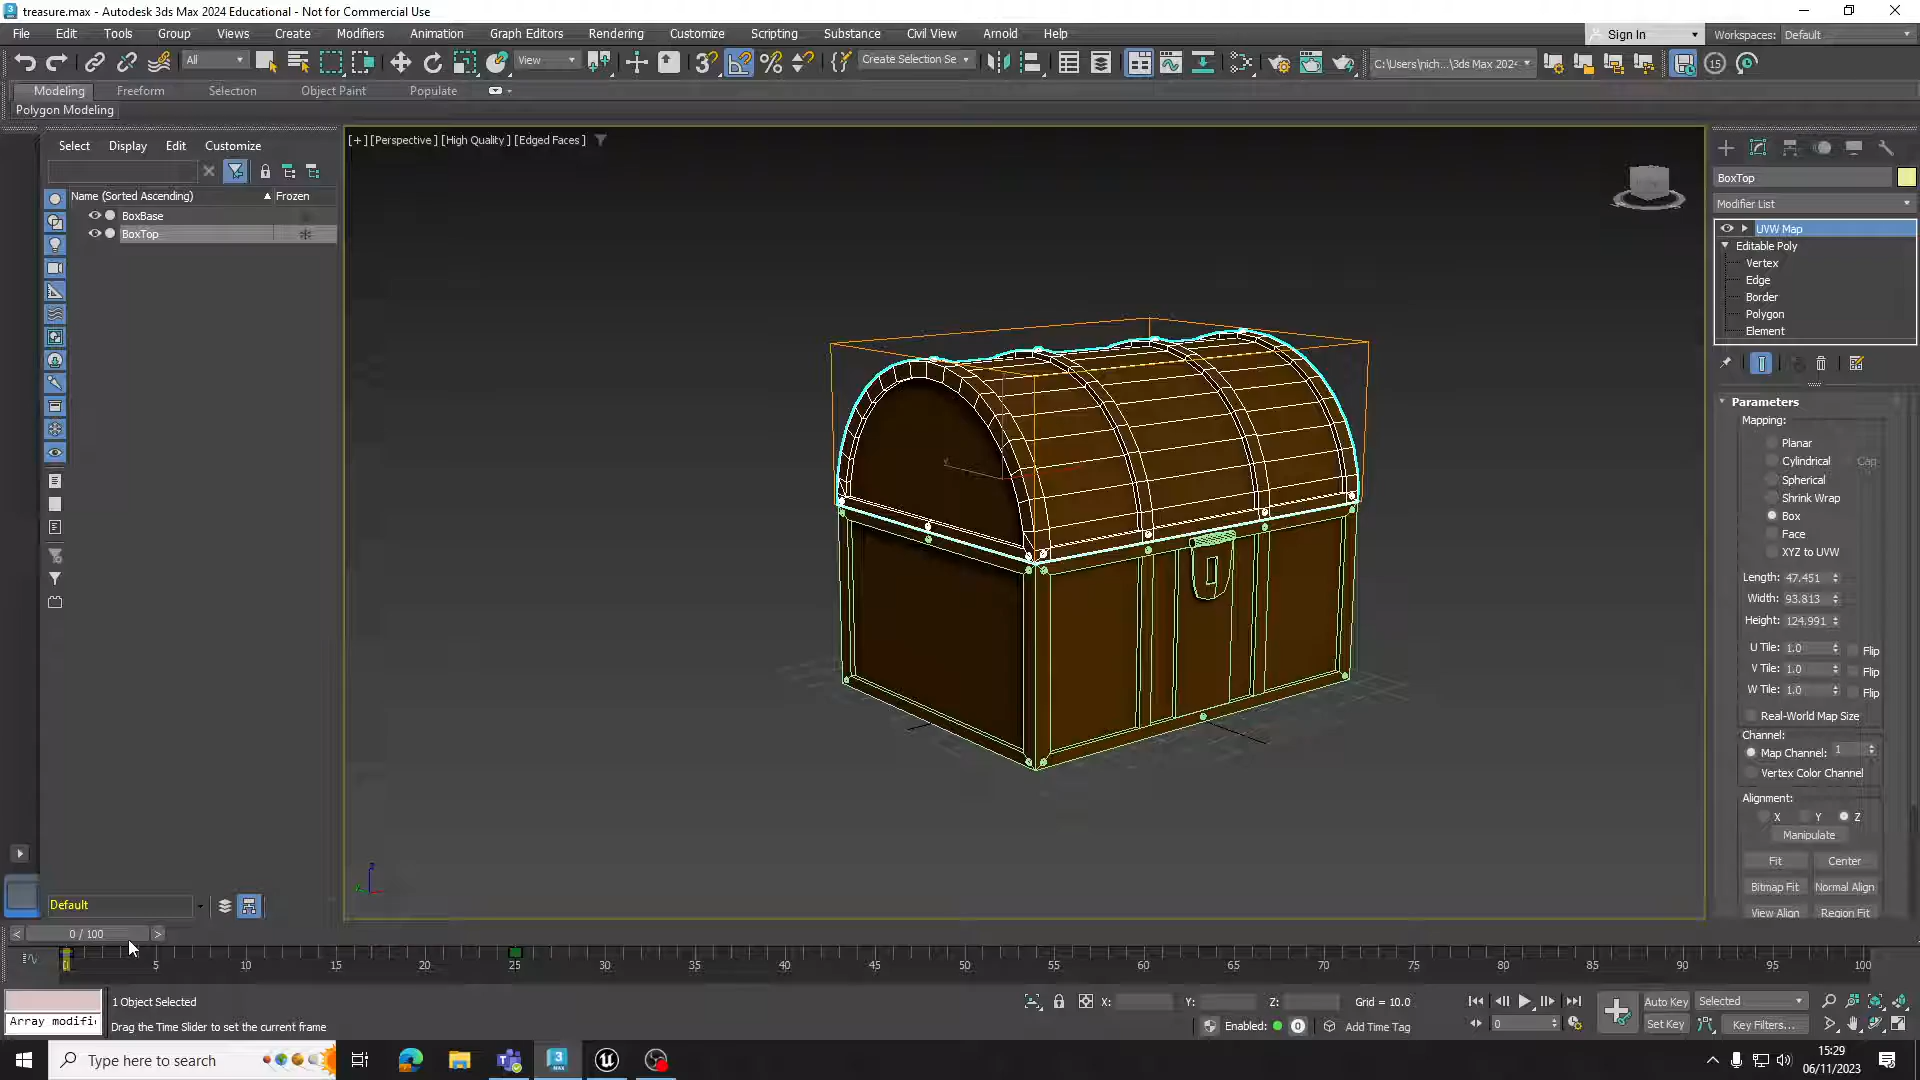 treasure.max - Autodesk 3ds Max 2024 Educational - Not for Commercial Use
File Edit Tools Group Views Create Modifiers Animation Graph Editors Rendering Customize Scripting Substance Civil View Arnold Help
Sign In Workspaces: Default
All View Create Selection Se C:\Users\nich...\3ds Max 2024 15
Modeling Freeform Selection Object Paint Populate
Polygon Modeling
Select Display Edit Customize
[+] [Perspective ] [High Quality ] [Edged Faces ]
Name (Sorted Ascending) Frozen
BoxBase
BoxTop
BoxTop
Modifier List
UVW Map
Editable Poly
Vertex
Edge
Border
Polygon
Element
Parameters
Mapping:
Planar
Cylindrical Cap
Spherical
Shrink Wrap
Box
Face
XYZ to UVW
Length: 47.451
Width: 93.813
Height: 124.991
U Tile: 1.0 Flip
V Tile: 1.0 Flip
W Tile: 1.0 Flip
Real-World Map Size
Channel:
Map Channel: 1
Vertex Color Channel
Alignment:
X Y Z
Manipulate
Fit Center
Bitmap Fit Normal Align
View Align Region Fit
Default
< 0 / 100 >
5 10 15 20 25 30 35 40 45 50 55 60 65 70 75 80 85 90 95 100
1 Object Selected
X: Y: Z: Grid = 10.0
Auto Key Selected
Array modifi
Drag the Time Slider to set the current frame
Enabled: 0 Add Time Tag
0
Set Key Key Filters...
Type here to search
15:29
06/11/2023